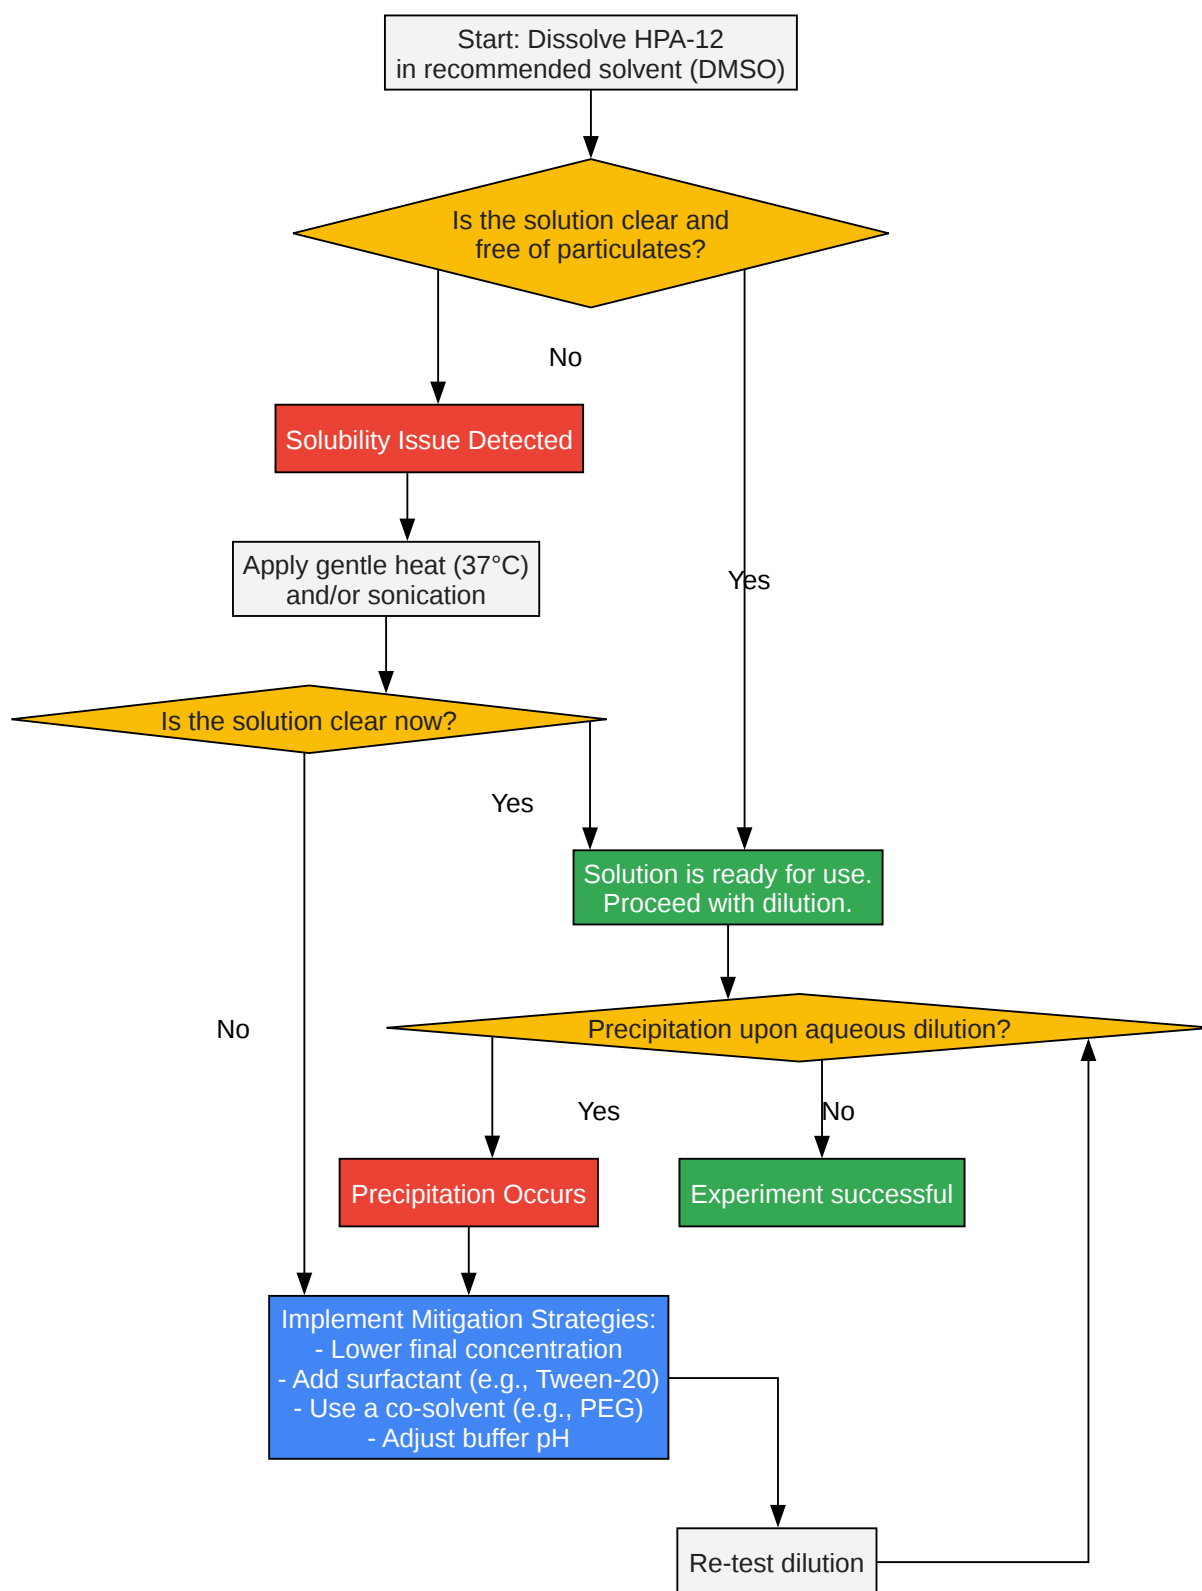 Start: Dissolve HPA-12
in recommended solvent (DMSO)
Is the solution clear and
free of particulates?
No
Solubility Issue Detected
Apply gentle heat (37°C)
and/or sonication
Yes
Is the solution clear now?
Yes
Solution is ready for use.
Proceed with dilution.
No
Precipitation upon aqueous dilution?
Yes
No
Precipitation Occurs
Experiment successful
Implement Mitigation Strategies:
- Lower final concentration
- Add surfactant (e.g., Tween-20)
- Use a co-solvent (e.g., PEG)
- Adjust buffer pH
Re-test dilution